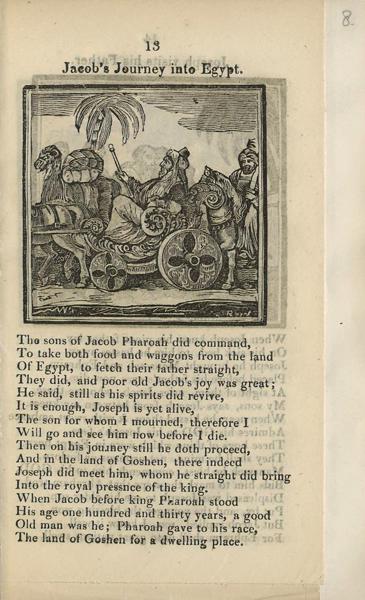 8.
13
Jacob's Journey into Egypt.
The sons of Jacob Pharoah did command,
To take both food and waggons from the land
Of Egypt, to fetch their father straight,
They did, and poor old Jacob's joy was great;
He said, still as his spirits did revive,
It is enough, Joseph is yet alive,
The son for whom I mourned, therefore I
Will go and see him now before I die.
Then on his journey still he doth proceed,
And in the land of Goshen, there indeed
Joseph did meet him, whom he straight did bring
Into the royal pressnce of the king.
When Jacob before king Pharoah stood
His age one hundred and thirty years, a good
Old man was he; Pharoah gave to his race,
The land of Goshen for a dwelling place.